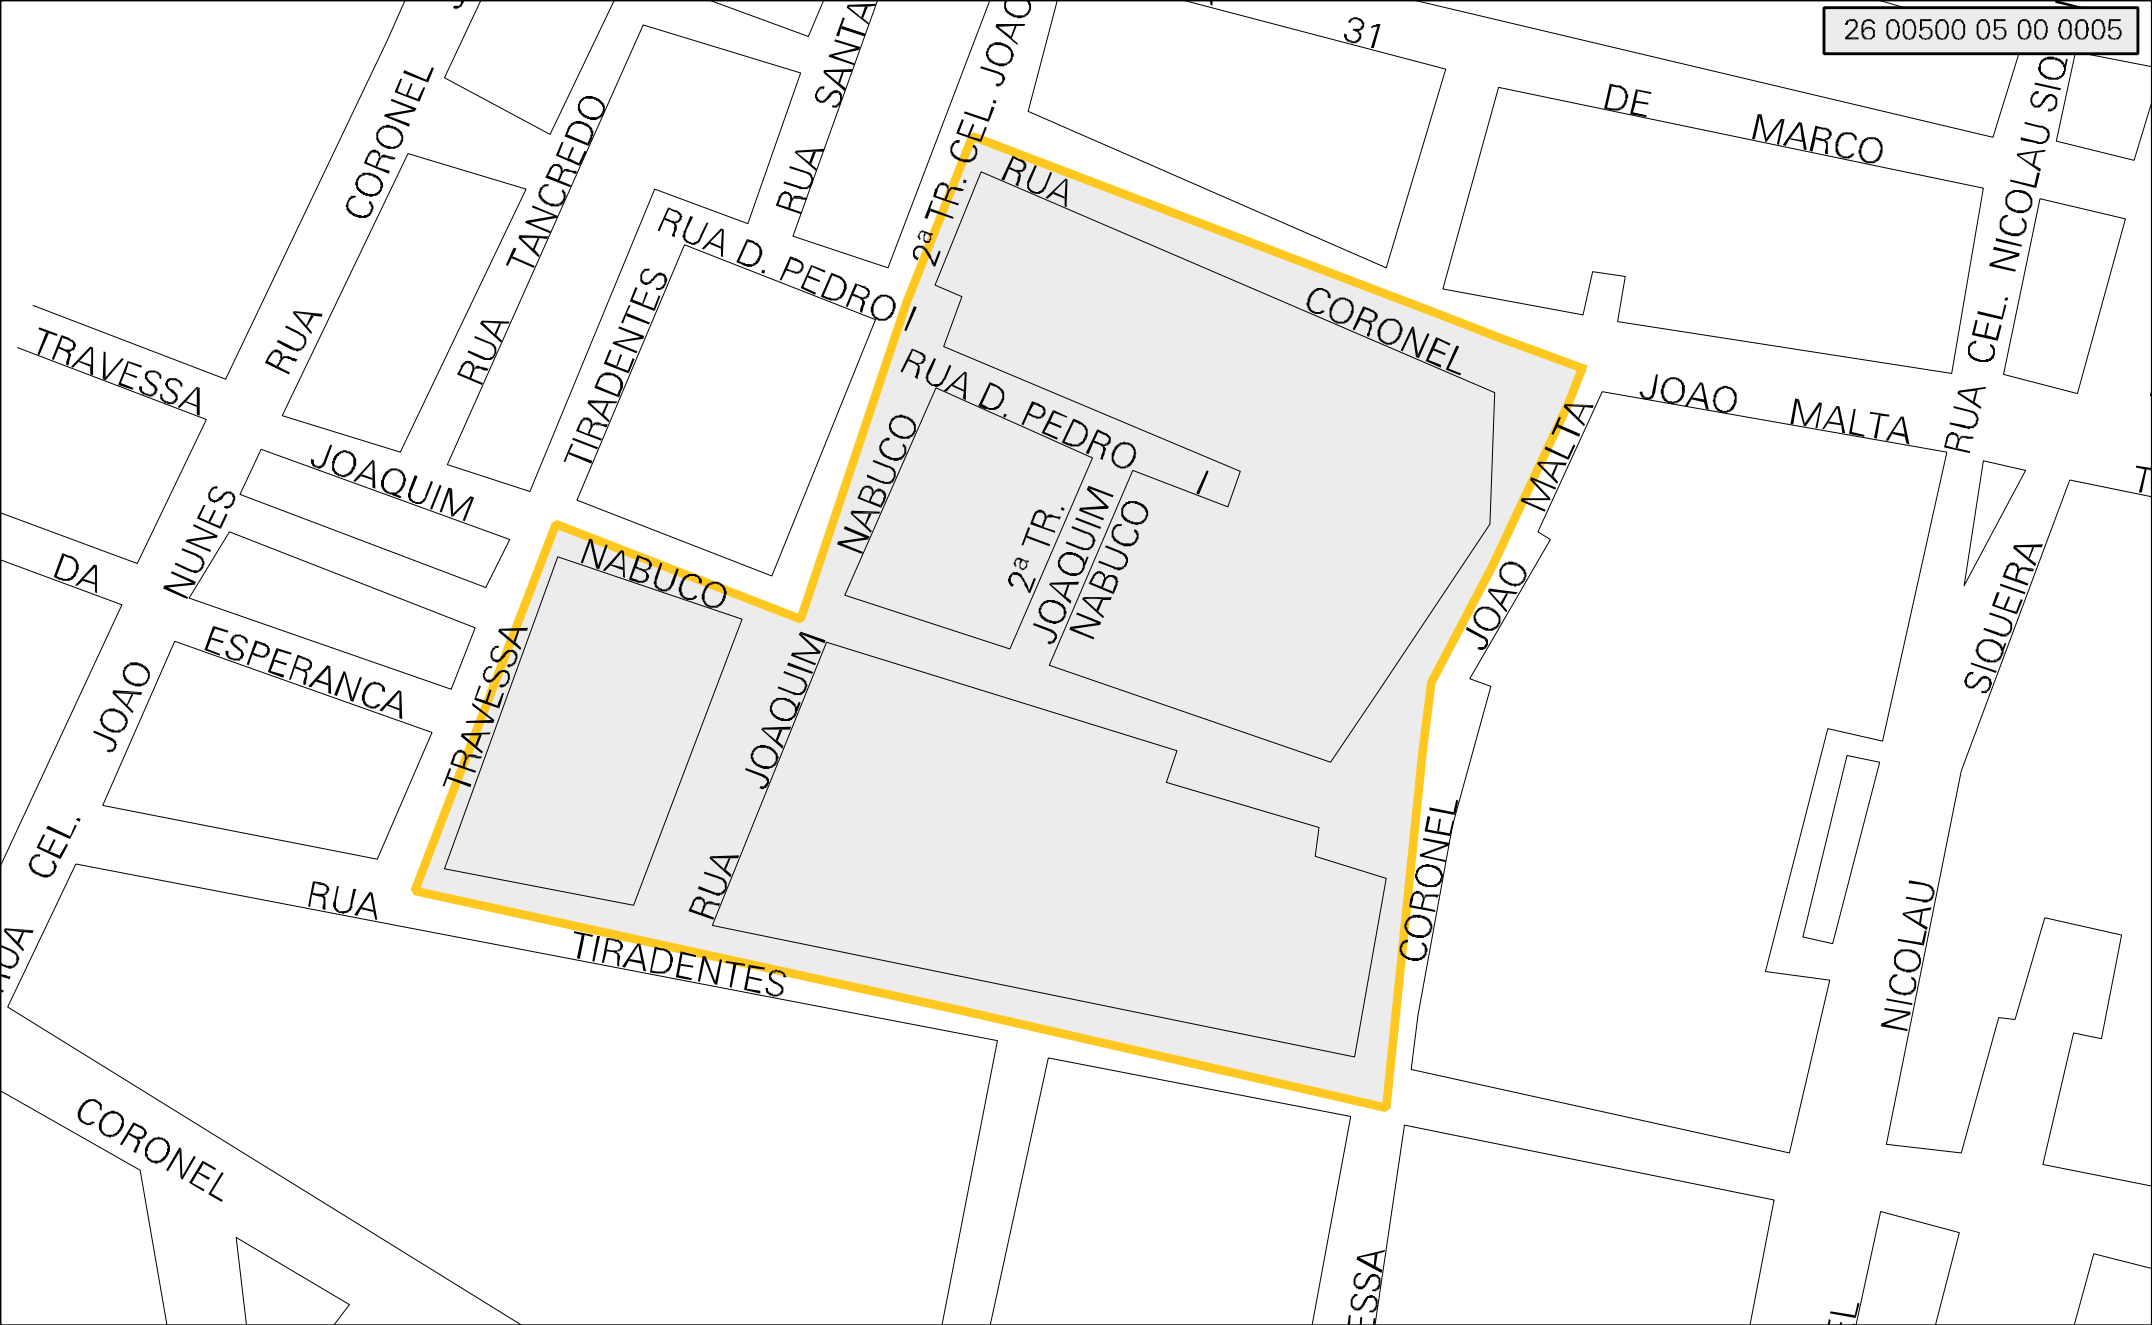 26 00500 05 00 0005
31
DE
MARCO
SANTA
RUA
2ª TR. CEL. JOAO
RUA
CORONEL
JOAO
MALTA
RUA CEL. NICOLAU SIQ
CORONEL
RUA
TANCREDO
RUA
RUA D. PEDRO I
TIRADENTES
TRAVESSA
JOAQUIM
NABUCO
RUA D. PEDRO I
NABUCO
2ª TR.
JOAQUIM
NABUCO
MALTA
JOAO
CORONEL
NUNES
JOAO
CEL.
DA
ESPERANCA
TRAVESSA
JOAQUIM
RUA
RUA
TIRADENTES
SIQUEIRA
NICOLAU
CORONEL